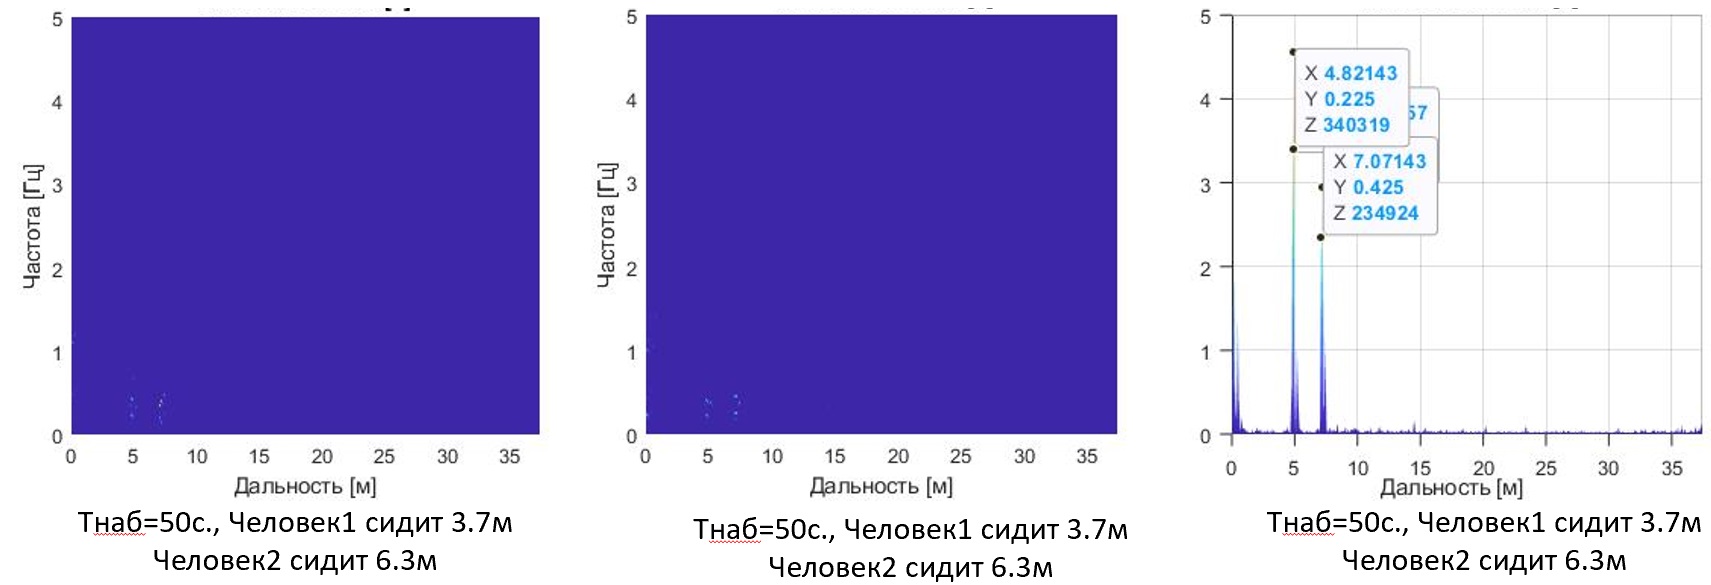 5
4
3
2
1
0
Частота [Гц]
0 5 10 15 20 25 30 35
Дальность [м]
Тнаб=50с., Человек1 сидит 3.7м
Человек2 сидит 6.3м
5
4
3
2
1
0
Частота [Гц]
0 5 10 15 20 25 30 35
Дальность [м]
Тнаб=50с., Человек1 сидит 3.7м
Человек2 сидит 6.3м
5
4
3
2
1
0
X 4.82143
Y 0.225
Z 340319
57
X 7.07143
Y 0.425
Z 234924
0 5 10 15 20 25 30 35
Дальность [м]
Тнаб=50с., Человек1 сидит 3.7м
Человек2 сидит 6.3м